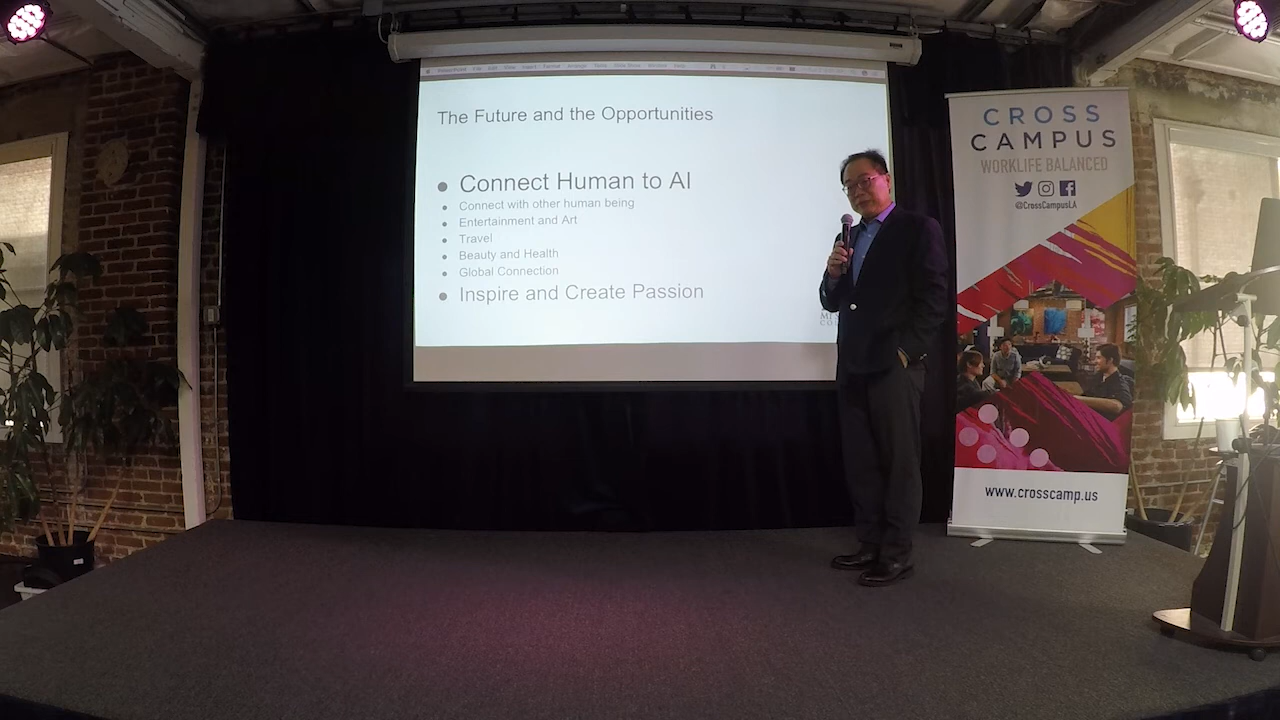 The Future and the Opportunities
Connect Human to AI
Connect with other human being
Entertainment and Art
Travel
Beauty and Health
Global Connection
Inspire and Create Passion
CROSS
CAMPUS
WORKLIFE BALANCED
@CrossCampusLA
www.crosscamp.us